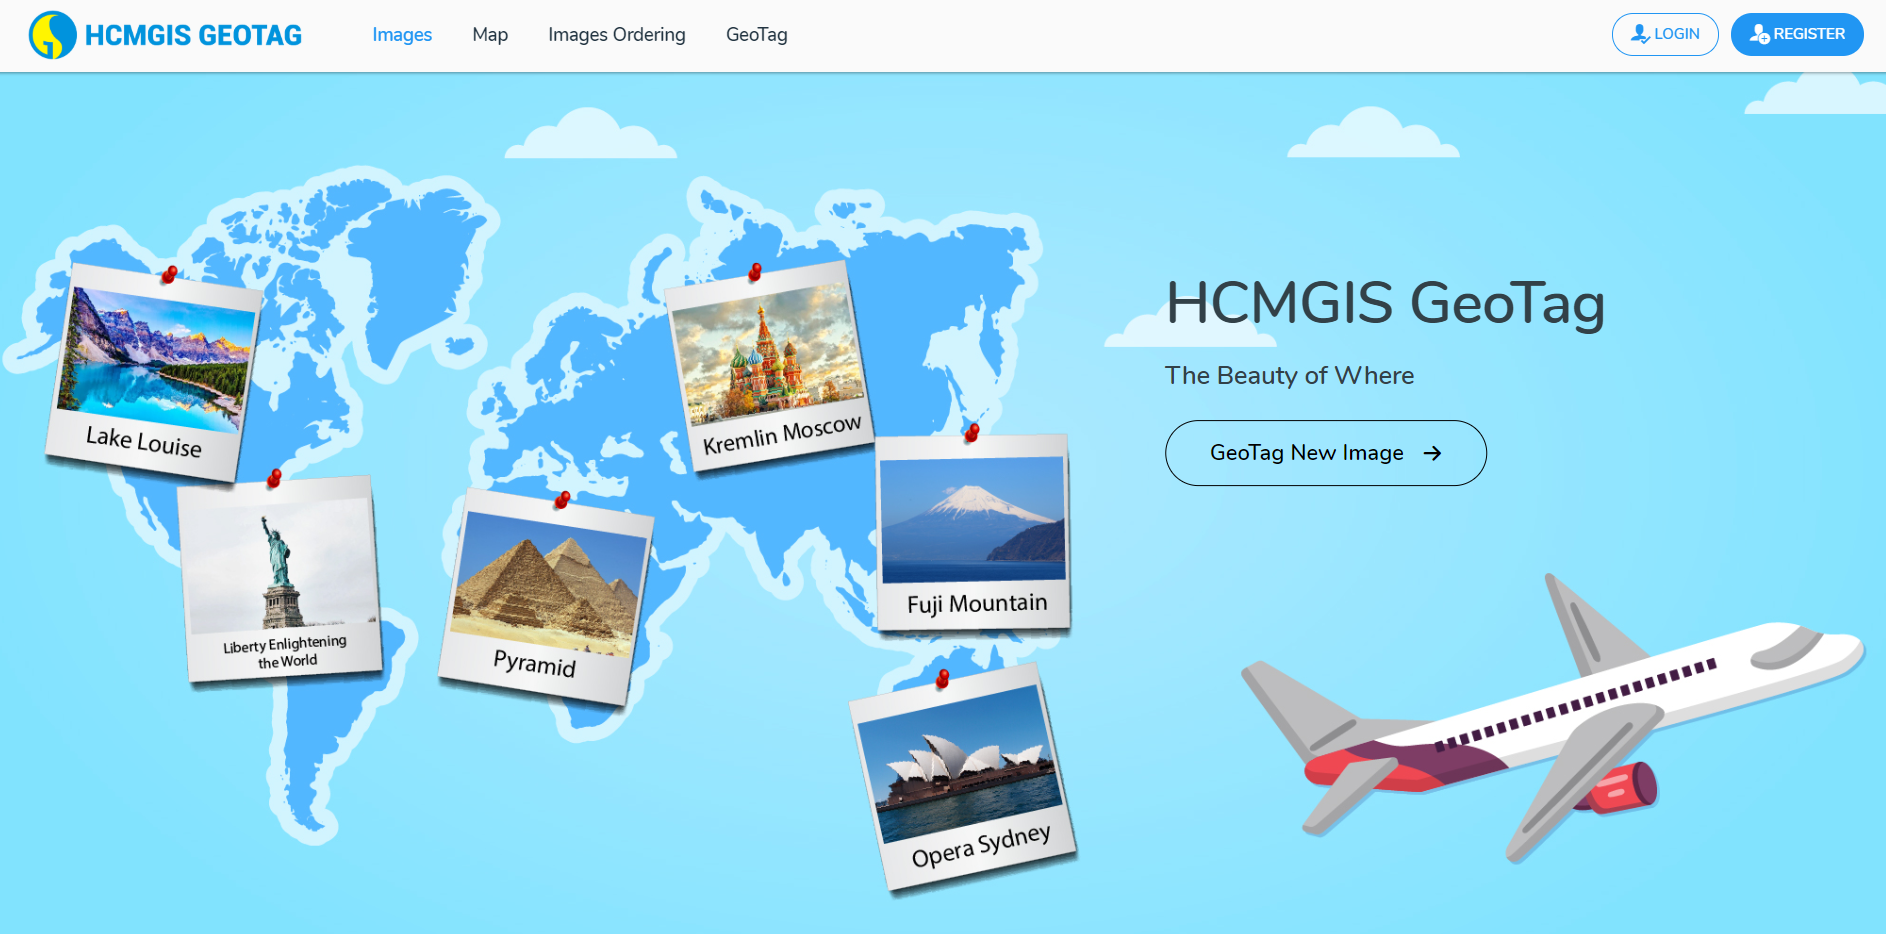 HCMGIS GEOTAG
Images
Map
Images Ordering
GeoTag
LOGIN
REGISTER
HCMGIS GeoTag
The Beauty of Where
GeoTag New Image
Lake Louise
Kremlin Moscow
Liberty Enlightening
the World
Pyramid
Fuji Mountain
Opera Sydney